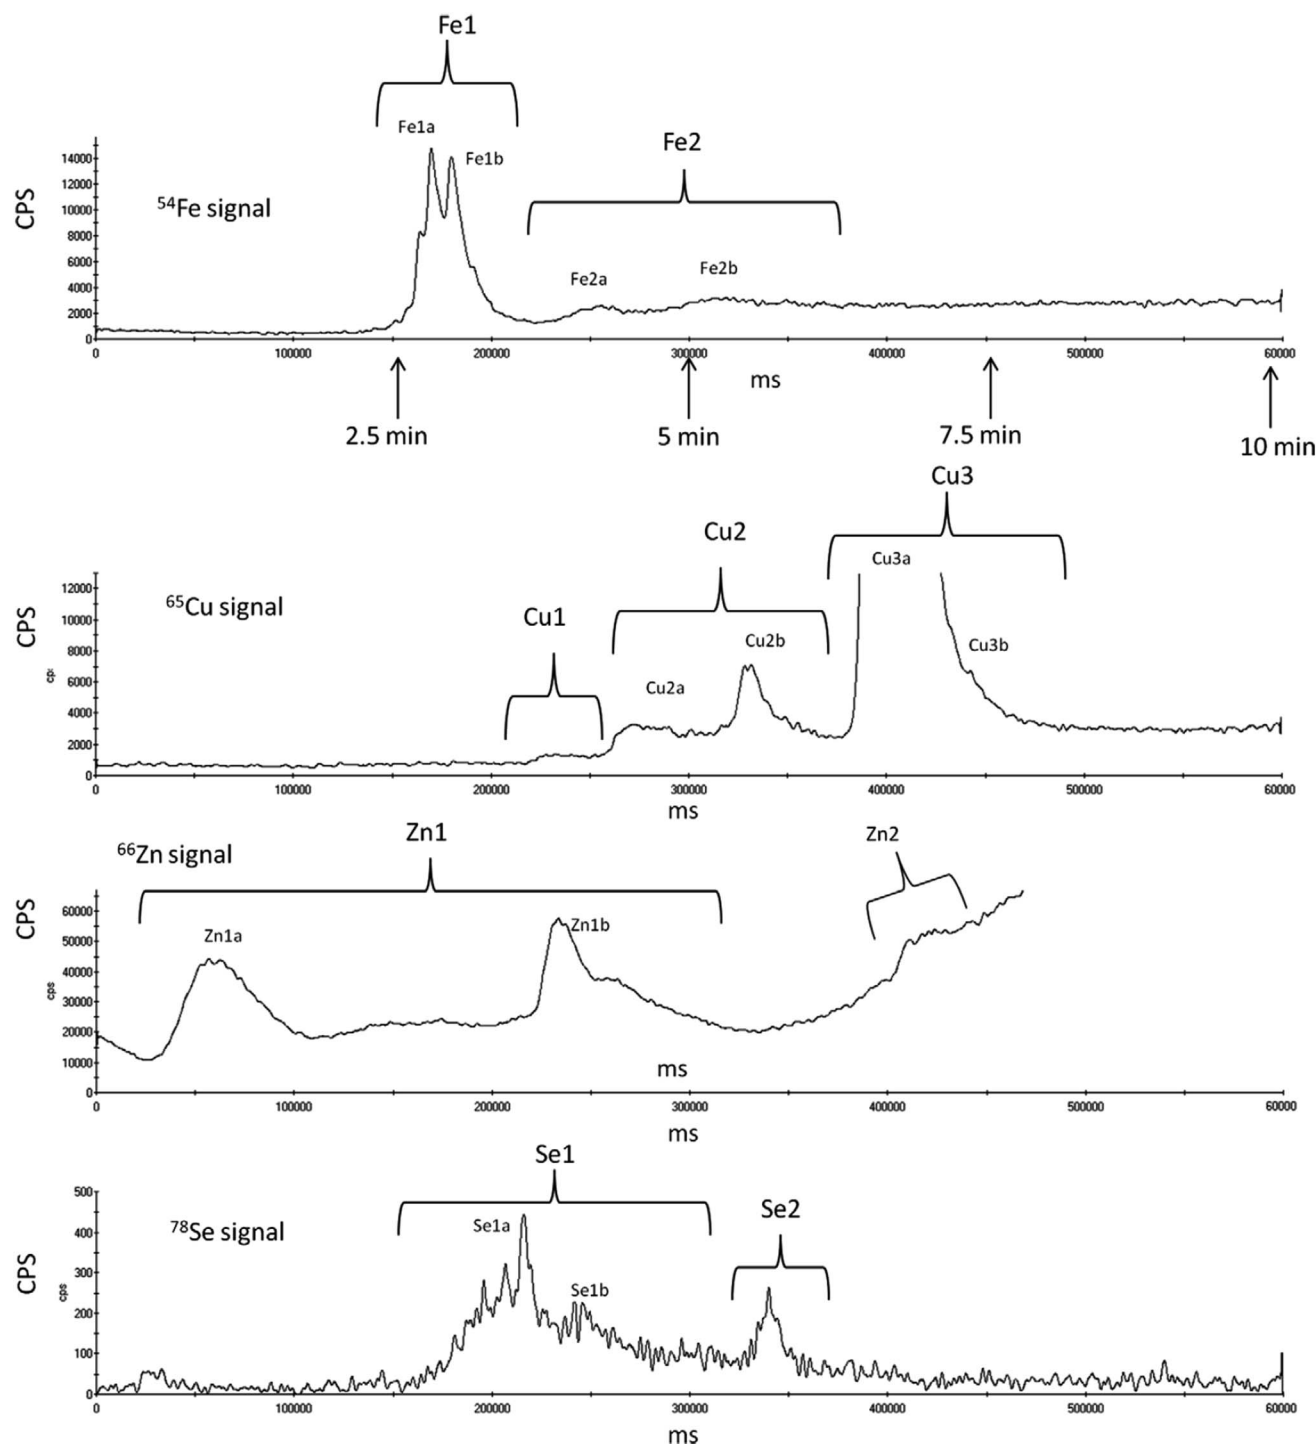 Fe1
Fe1a
Fe1b
Fe2
⁵⁴Fe signal
Fe2a
Fe2b
CPS
14000
12000
10000
8000
6000
4000
2000
0
0 100000 200000 300000 400000 500000 60000
ms
2.5 min 5 min 7.5 min 10 min
Cu3
Cu2
Cu3a
⁶⁵Cu signal
Cu1
Cu2b
Cu3b
Cu2a
CPS
cp:
12000
10000
8000
6000
4000
2000
0
0 100000 200000 300000 400000 500000 60000
ms
Zn1
Zn2
⁶⁶Zn signal
Zn1a
Zn1b
CPS
cps
60000
50000
40000
30000
20000
10000
0
ms
0 100000 200000 300000 400000 500000 60000
ms
Se1
Se2
Se1a
⁷⁸Se signal
Se1b
CPS
cps
500
400
300
200
100
0
0 100000 200000 300000 400000 500000 60000
ms